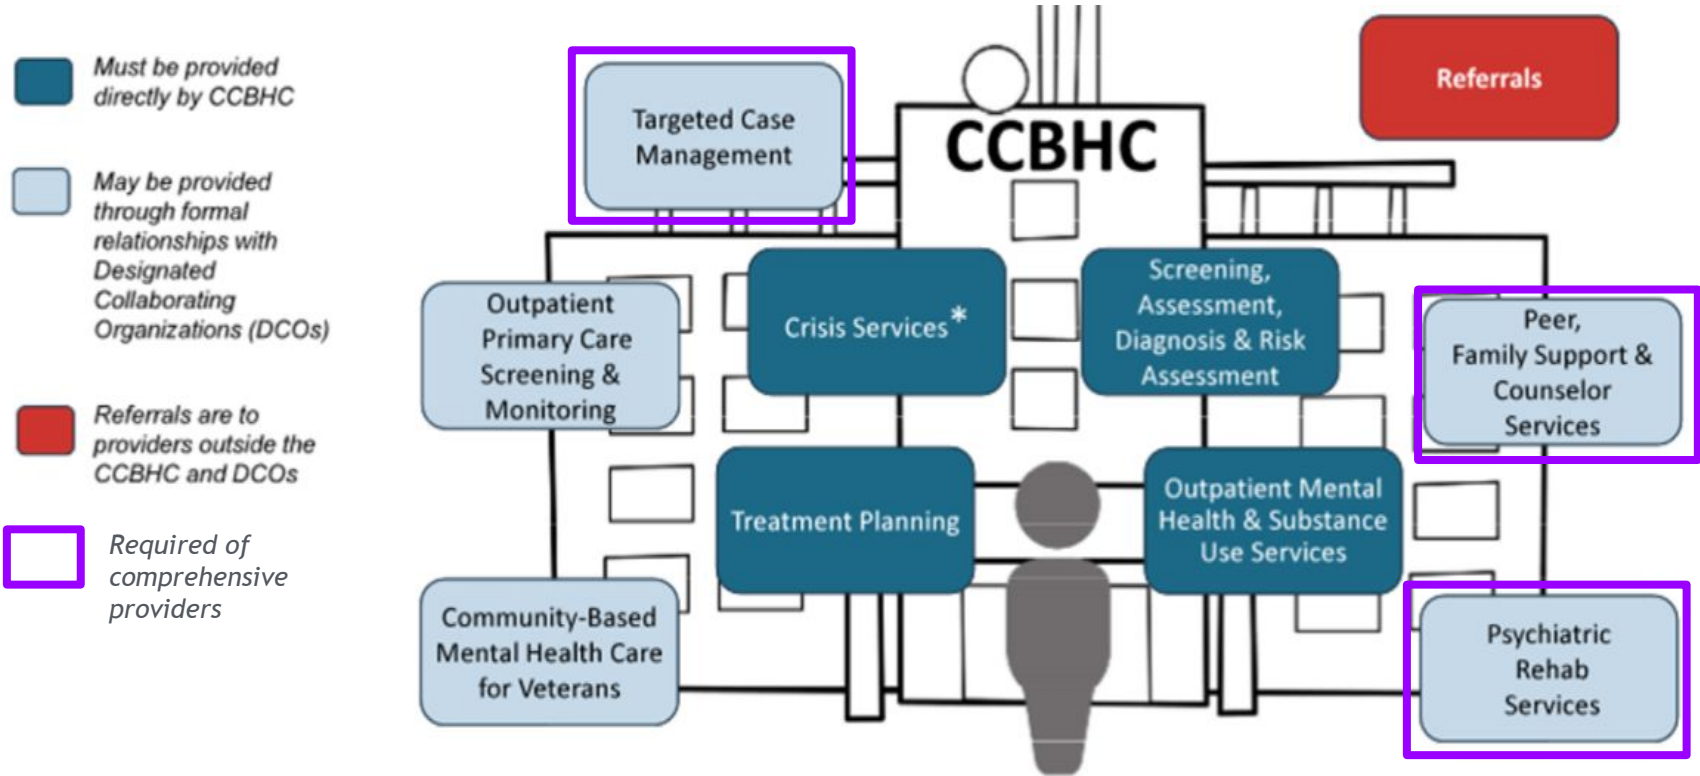 Must be provided
directly by CCBHC
May be provided
through formal
relationships with
Designated
Collaborating
Organizations (DCOs)
Referrals are to
providers outside the
CCBHC and DCOs
Required of
comprehensive
providers
Targeted Case
Management
CCBHC
Referrals
Outpatient
Primary Care
Screening &
Monitoring
Crisis Services*
Screening,
Assessment,
Diagnosis & Risk
Assessment
Peer,
Family Support &
Counselor
Services
Treatment Planning
Outpatient Mental
Health & Substance
Use Services
Community-Based
Mental Health Care
for Veterans
Psychiatric
Rehab
Services